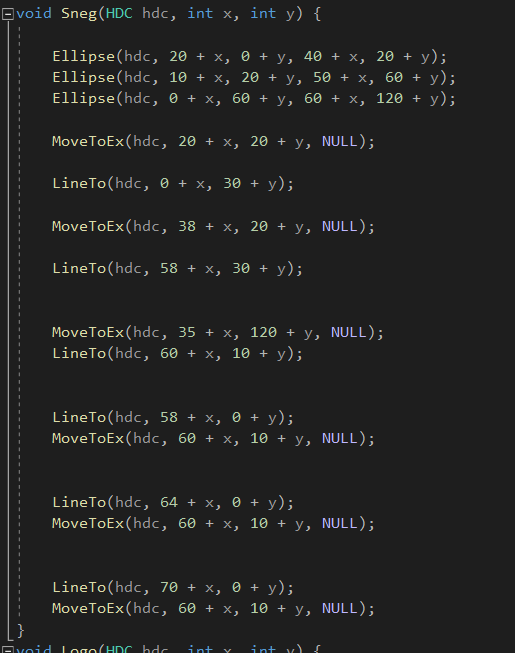 void Sneg(HDC hdc, int x, int y) {
Ellipse(hdc, 20 + x, 0 + y, 40 + x, 20 + y);
Ellipse(hdc, 10 + x, 20 + y, 50 + x, 60 + y);
Ellipse(hdc, 0 + x, 60 + y, 60 + x, 120 + y);
MoveToEx(hdc, 20 + x, 20 + y, NULL);
LineTo(hdc, 0 + x, 30 + y);
MoveToEx(hdc, 38 + x, 20 + y, NULL);
LineTo(hdc, 58 + x, 30 + y);
MoveToEx(hdc, 35 + x, 120 + y, NULL);
LineTo(hdc, 60 + x, 10 + y);
LineTo(hdc, 58 + x, 0 + y);
MoveToEx(hdc, 60 + x, 10 + y, NULL);
LineTo(hdc, 64 + x, 0 + y);
MoveToEx(hdc, 60 + x, 10 + y, NULL);
LineTo(hdc, 70 + x, 0 + y);
MoveToEx(hdc, 60 + x, 10 + y, NULL);
}
void Logo(HDC hdc, int x, int y) {